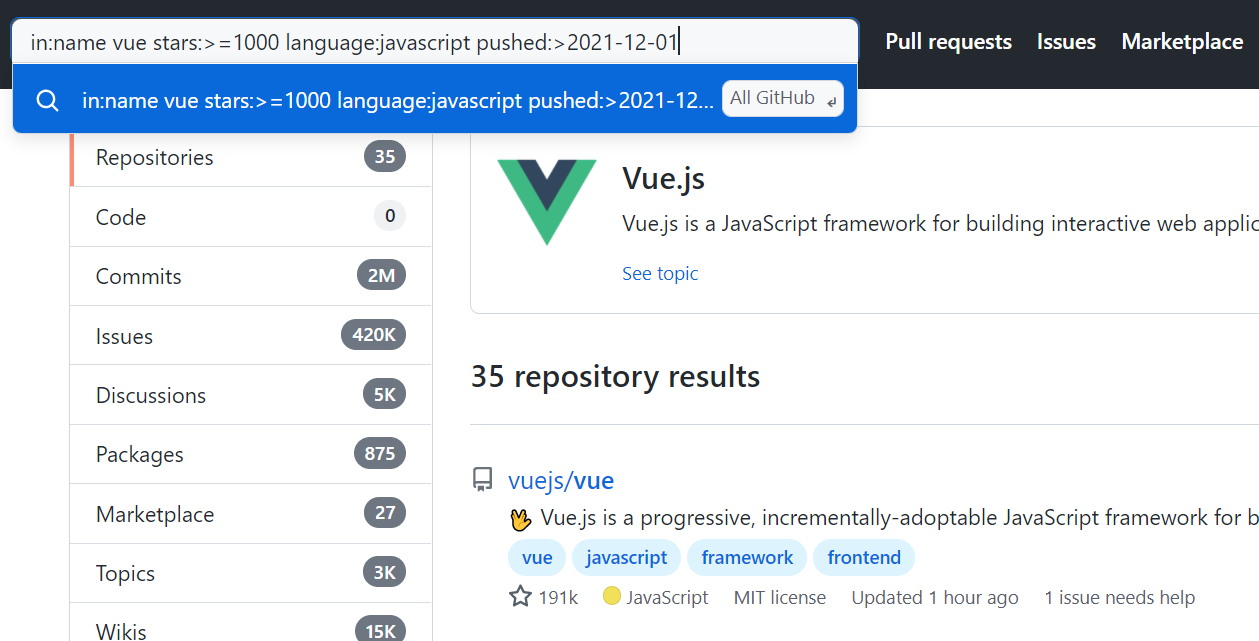 in:name vue stars:>=1000 language:javascript pushed:>2021-12-01
Pull requests Issues Marketplace
in:name vue stars:>=1000 language:javascript pushed:>2021-12... All GitHub
Repositories 35
Code 0
Commits 2M
Issues 420K
Discussions 5K
Packages 875
Marketplace 27
Topics 3K
Wikis 15K
Vue.js
Vue.js is a JavaScript framework for building interactive web applic
See topic
35 repository results
vuejs/vue
🖖 Vue.js is a progressive, incrementally-adoptable JavaScript framework for b
vue javascript framework frontend
191k JavaScript MIT license Updated 1 hour ago 1 issue needs help